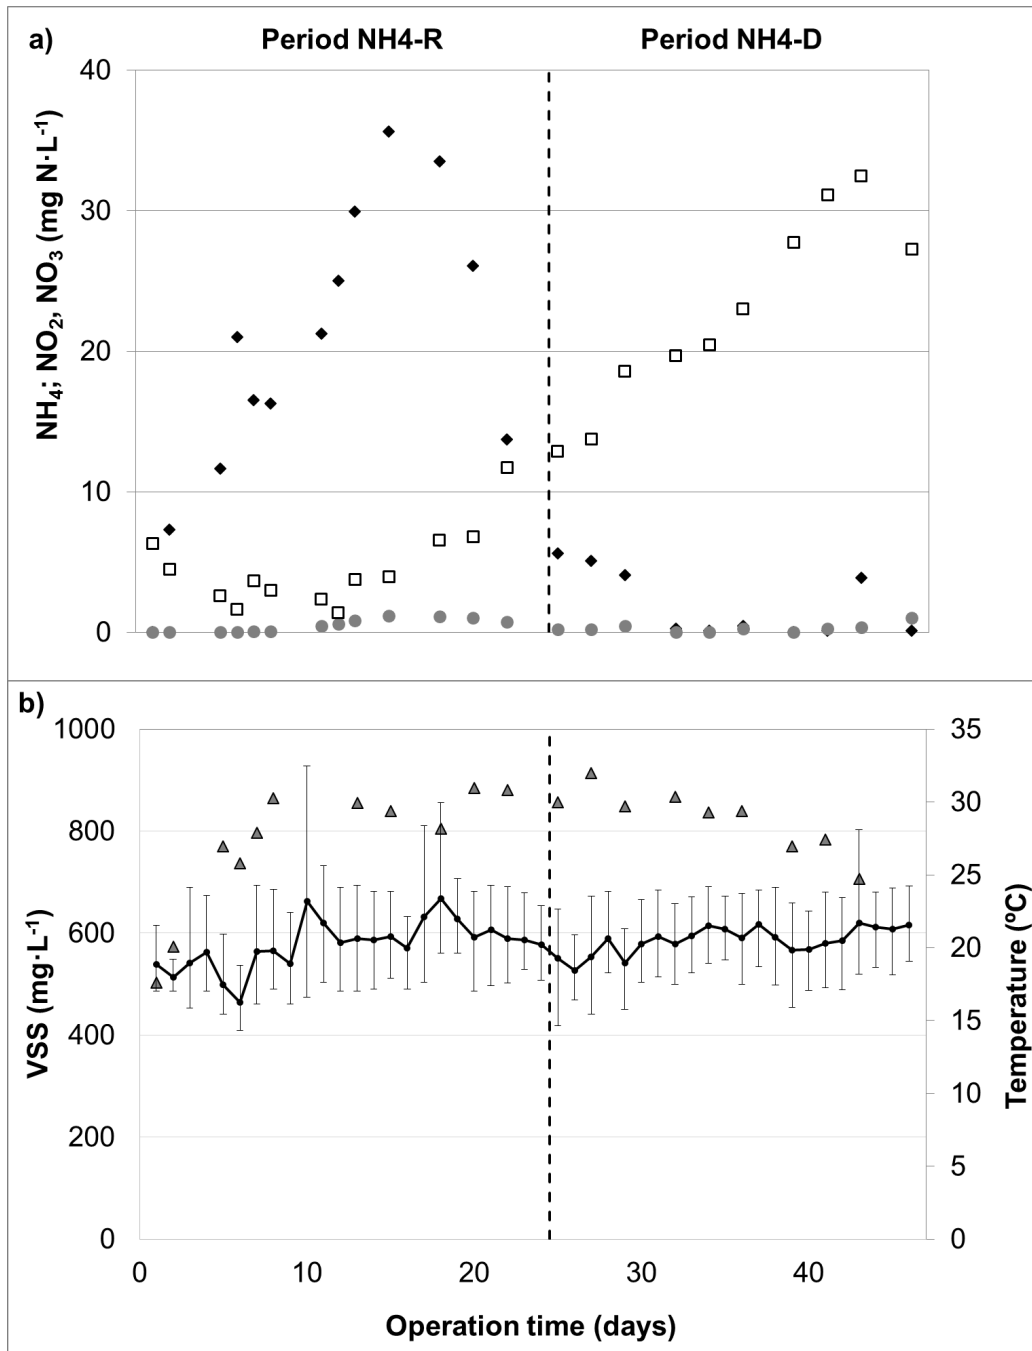 a)
Period NH4-R
Period NH4-D
NH₄; NO₂, NO₃ (mg N·L⁻¹)
40
30
20
10
0
b)
VSS (mg·L⁻¹)
1000
800
600
400
200
0
35
30
25
20
15
10
5
0
Temperature (ºC)
0 10 20 30 40
Operation time (days)